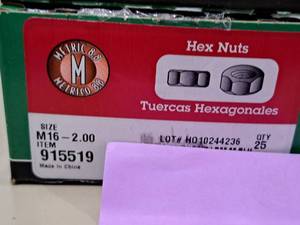 METRIC 8/8
M
METRICO 8/8
Hex Nuts
Tuercas Hexagonales
SIZE
M16-2.00
ITEM
915519
Made in China
LOT# HO10244236
QTY
25